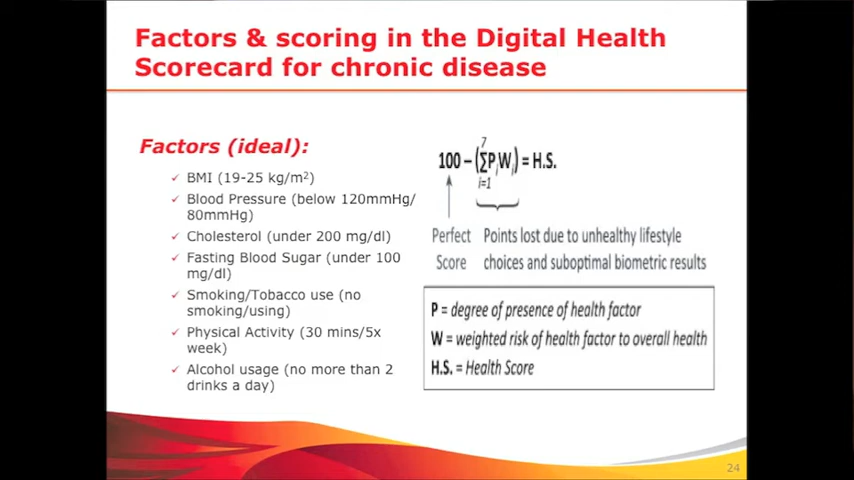 Factors & scoring in the Digital Health
Scorecard for chronic disease
Factors (ideal):
✓ BMI (19-25 kg/m²)
✓ Blood Pressure (below 120mmHg/
80mmHg)
✓ Cholesterol (under 200 mg/dl)
✓ Fasting Blood Sugar (under 100
mg/dl)
✓ Smoking/Tobacco use (no
smoking/using)
✓ Physical Activity (30 mins/5x
week)
✓ Alcohol usage (no more than 2
drinks a day)
7
100 – (∑PᵢWᵢ) = H.S.
i=1
Perfect
Score
Points lost due to unhealthy lifestyle
choices and suboptimal biometric results
P = degree of presence of health factor
W = weighted risk of health factor to overall health
H.S. = Health Score
24